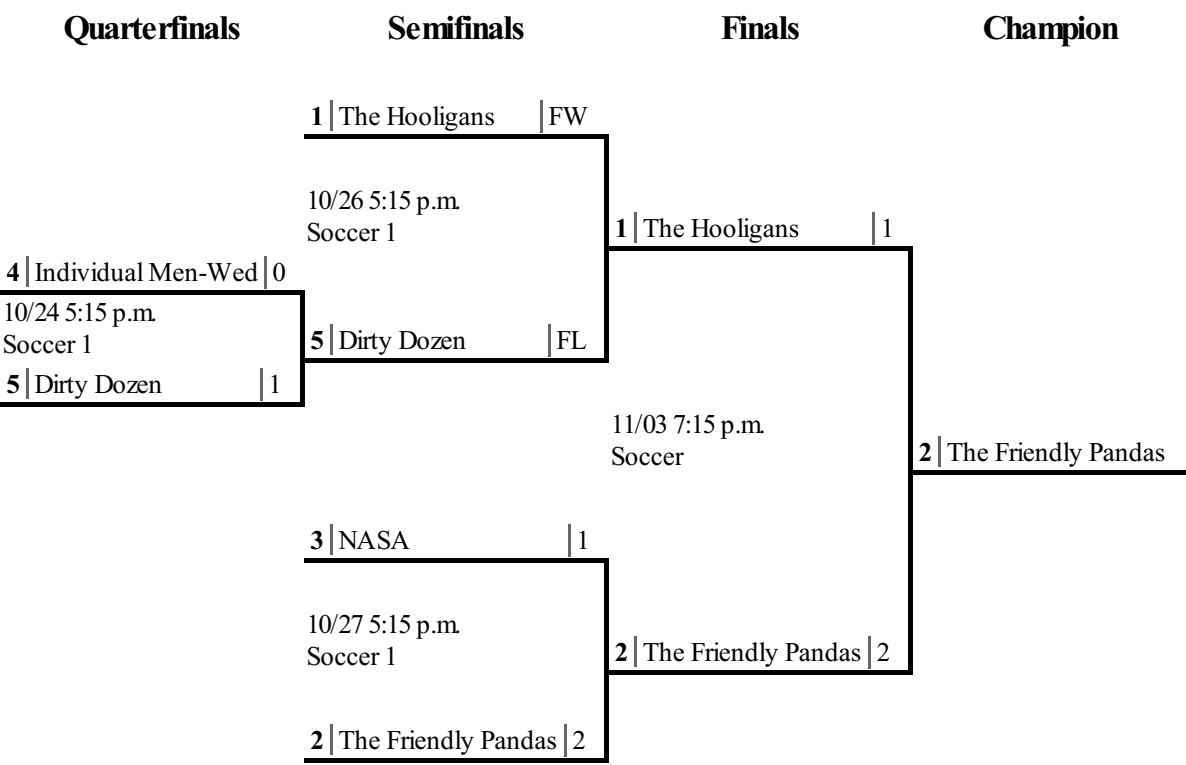 Quarterfinals Semifinals Finals Champion
1 The Hooligans FW
10/26 5:15 p.m.
Soccer 1
1 The Hooligans 1
4 Individual Men-Wed 0
10/24 5:15 p.m.
Soccer 1
5 Dirty Dozen FL
5 Dirty Dozen 1
11/03 7:15 p.m.
Soccer
2 The Friendly Pandas
3 NASA 1
10/27 5:15 p.m.
Soccer 1
2 The Friendly Pandas 2
2 The Friendly Pandas 2